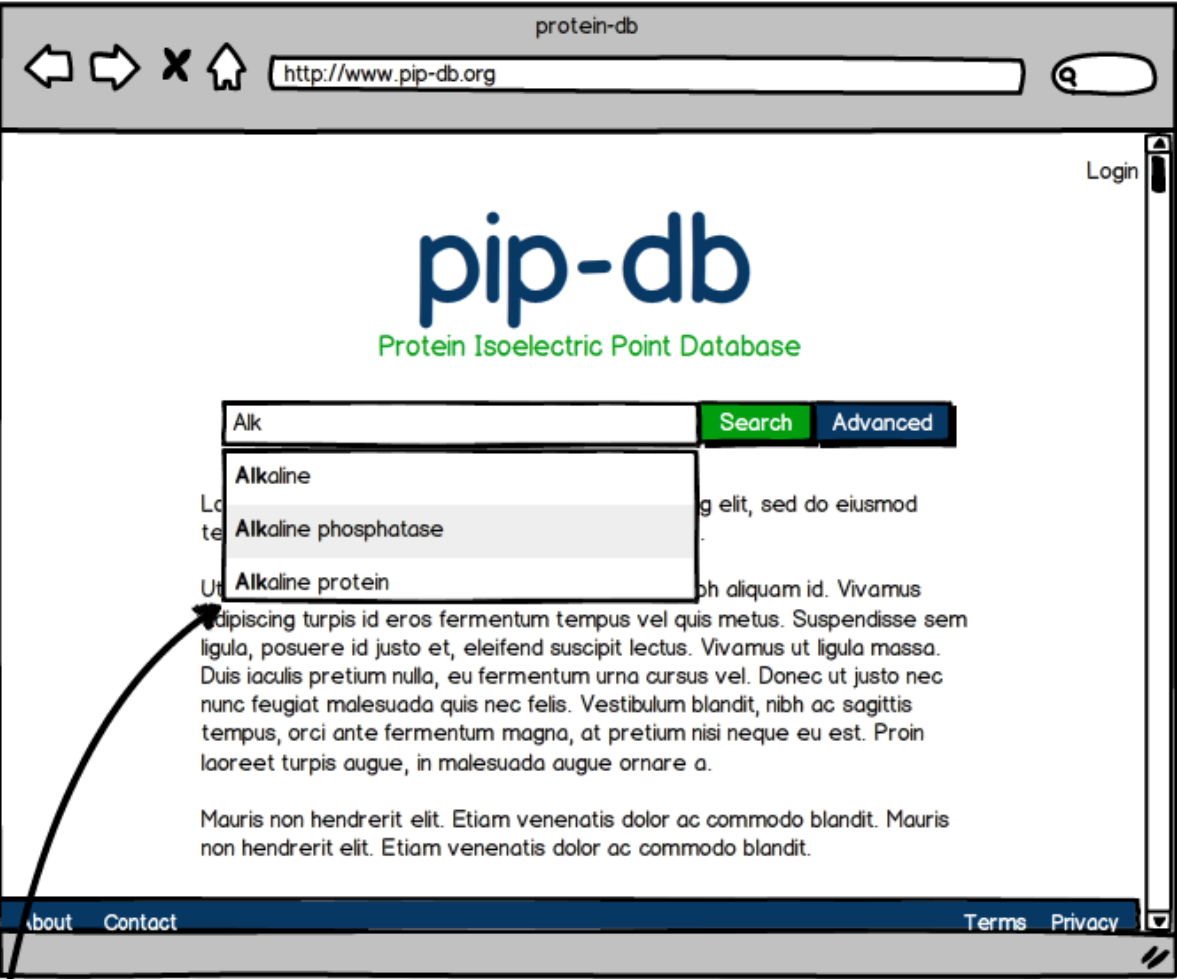 protein-db
http://www.pip-db.org
Login
pip-db
Protein Isoelectric Point Database
Alk
Search
Advanced
Alkaline
g elit, sed do eiusmod
Alkaline phosphatase
Alkaline protein
aliquam id. Vivamus
adipiscing turpis id eros fermentum tempus vel quis metus. Suspendisse sem
ligula, posuere id justo et, eleifend suscipit lectus. Vivamus ut ligula massa.
Duis iaculis pretium nulla, eu fermentum urna cursus vel. Donec ut justo nec
nunc feugiat malesuada quis nec felis. Vestibulum blandit, nibh ac sagittis
tempus, orci ante fermentum magna, at pretium nisi neque eu est. Proin
laoreet turpis augue, in malesuada augue ornare a.
Mauris non hendrerit elit. Etiam venenatis dolor ac commodo blandit. Mauris
non hendrerit elit. Etiam venenatis dolor ac commodo blandit.
About Contact
Terms Privacy